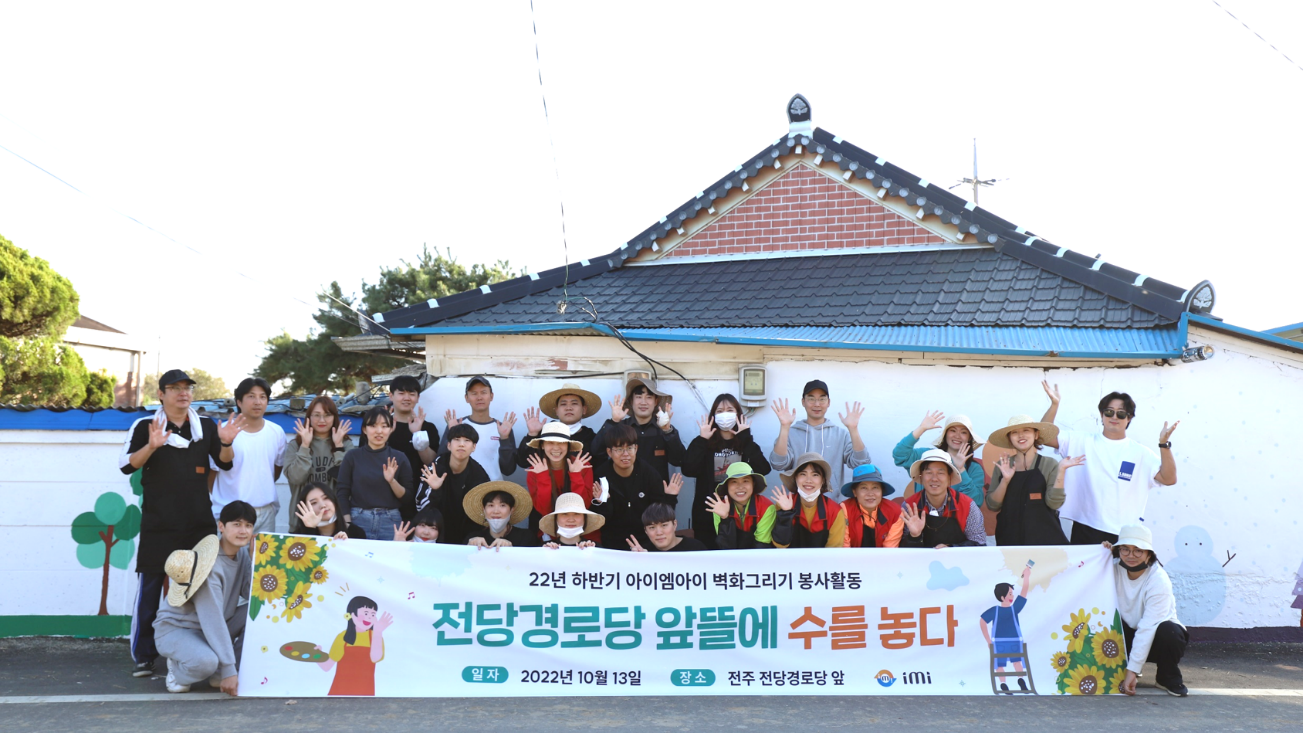 22년 하반기 아이엠아이 벽화그리기 봉사활동
전당경로당 앞뜰에 수를 놓다
일자 2022년 10월 13일 장소 전주 전당경로당 앞 iMi